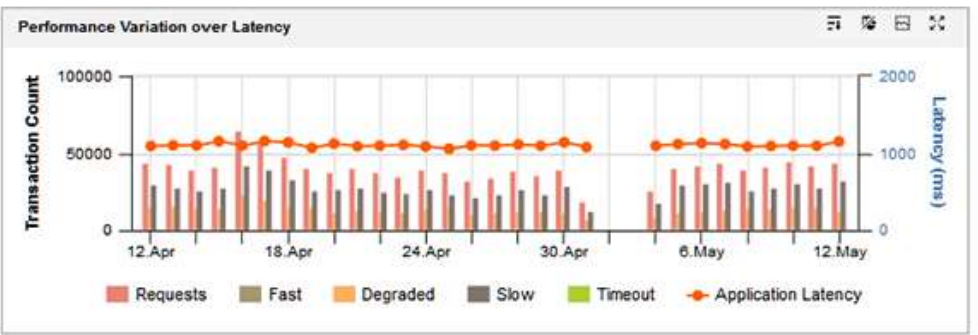 Performance Variation over Latency
Transaction Count
100000
50000
0
2000
1000
0
Latency (ms)
12.Apr 18.Apr 24.Apr 30.Apr 6.May 12.May
Requests Fast Degraded Slow Timeout Application Latency